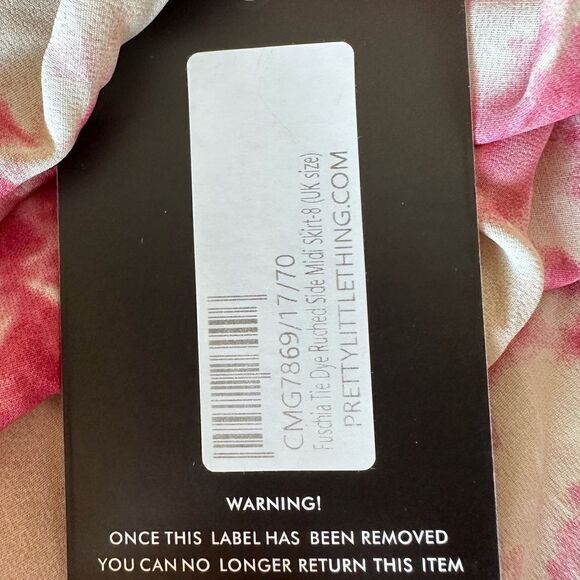 CMG7869/17/70
Fuschia Tie Dye Ruched Side Midi Skirt-8 (UK size)
PRETTYLITTLETHING.COM
WARNING!
ONCE THIS LABEL HAS BEEN REMOVED
YOU CAN NO LONGER RETURN THIS ITEM